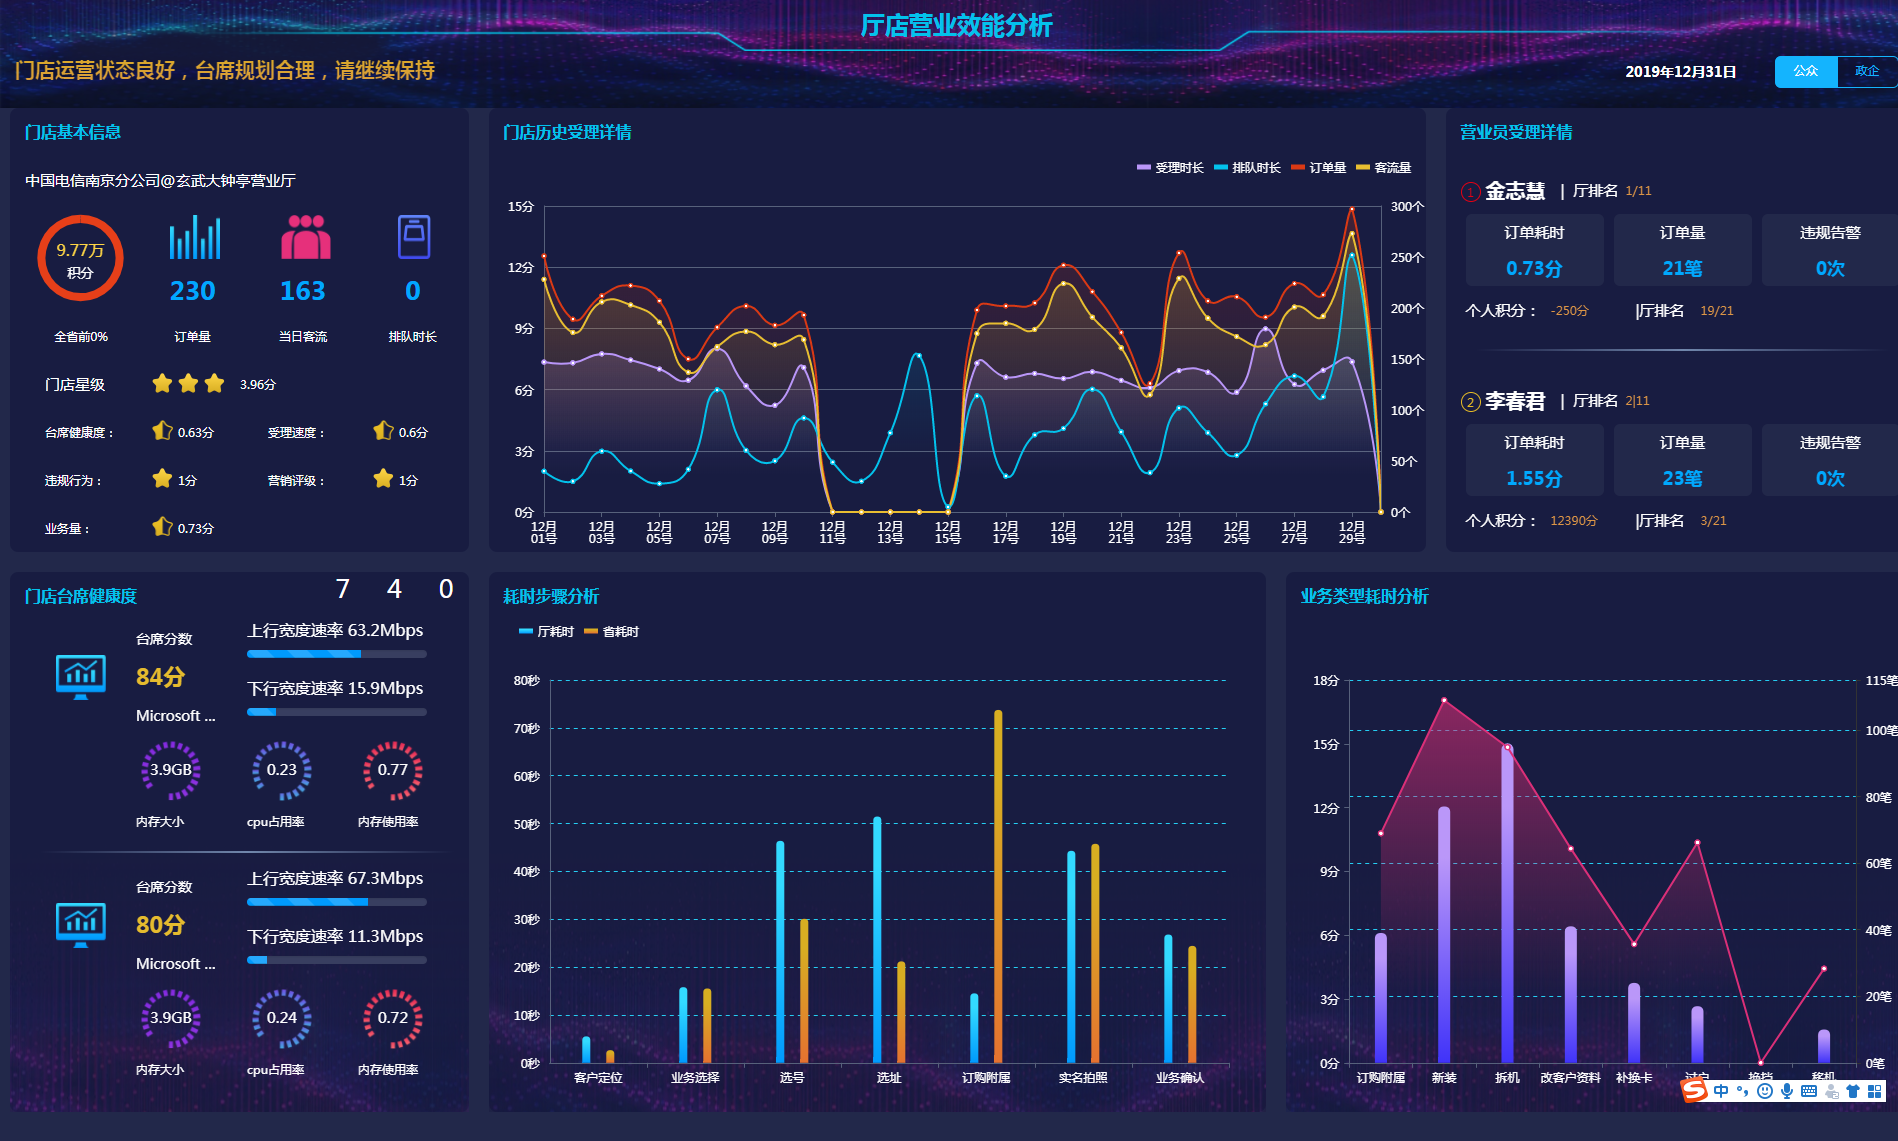 厅店营业效能分析
门店运营状态良好，台席规划合理，请继续保持
2019年12月31日
公众 政企
门店基本信息
中国电信南京分公司@玄武大钟亭营业厅
9.77万
积分
230 163 0
全省前0% 订单量 当日客流 排队时长
门店星级 3.96分
台席健康度： 0.63分 受理速度： 0.6分
违规行为： 1分 营销评级： 1分
业务量： 0.73分
门店历史受理详情
受理时长 排队时长 订单量 客流量
15分 300个
250个
12分
200个
9分
150个
6分
100个
3分
50个
0分 0个
12月 12月 12月 12月 12月 12月 12月 12月 12月 12月 12月 12月 12月 12月 12月
01号 03号 05号 07号 09号 11号 13号 15号 17号 19号 21号 23号 25号 27号 29号
营业员受理详情
1 金志慧 | 厅排名 1/11
订单耗时 订单量 违规告警
0.73分 21笔 0次
个人积分： -250分 |厅排名 19/21
2 李春君 | 厅排名 2|11
订单耗时 订单量 违规告警
1.55分 23笔 0次
个人积分： 12390分 |厅排名 3/21
门店台席健康度
7 4 0
台席分数 上行宽度速率 63.2Mbps
84分 下行宽度速率 15.9Mbps
Microsoft ...
3.9GB 0.23 0.77
内存大小 cpu占用率 内存使用率
台席分数 上行宽度速率 67.3Mbps
80分 下行宽度速率 11.3Mbps
Microsoft ...
3.9GB 0.24 0.72
内存大小 cpu占用率 内存使用率
耗时步骤分析
厅耗时 省耗时
80秒
70秒
60秒
50秒
40秒
30秒
20秒
10秒
0秒
客户定位 业务选择 选号 选址 订购附属 实名拍照 业务确认
业务类型耗时分析
18分 115笔
100笔
15分
80笔
12分
60笔
9分
40笔
6分
20笔
3分
0分 0笔
订购附属 新装 拆机 改客户资料 补换卡 过户 换挡 移机
中